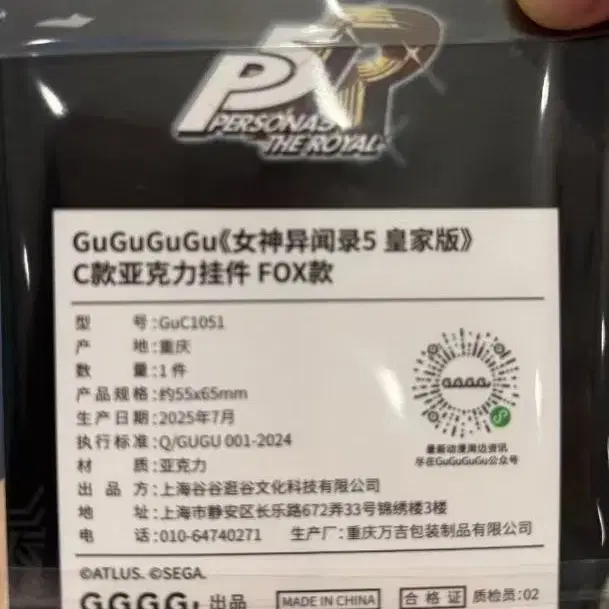 P5R
PERSONA5
THE ROYAL
GuGuGuGu《女神异闻录5 皇家版》
C款亚克力挂件 FOX款
型号:GuC1051
产地:重庆
数量:1 件
产品规格:约55x65mm
生产日期:2025年7月
执行标准:Q/GUGU 001-2024
材质:亚克力
出品方:上海谷谷逛谷文化科技有限公司
地址:上海市静安区长乐路672弄33号锦绣楼3楼
电话:010-64740271 生产厂:重庆万吉包装制品有限公司
GGGG
最新动漫周边资讯
尽在GuGuGuGu公众号
©ATLUS. ©SEGA.
GGGG 出品 MADE IN CHINA 合格证 质检员:02